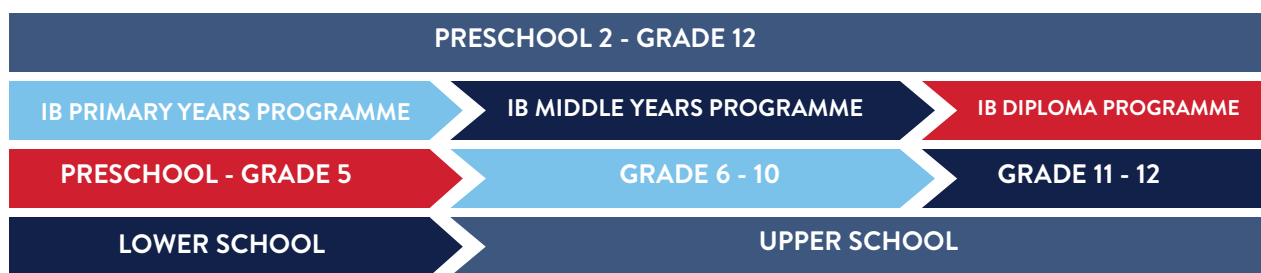 PRESCHOOL 2 - GRADE 12
IB PRIMARY YEARS PROGRAMME
IB MIDDLE YEARS PROGRAMME
IB DIPLOMA PROGRAMME
PRESCHOOL - GRADE 5
GRADE 6 - 10
GRADE 11 - 12
LOWER SCHOOL
UPPER SCHOOL